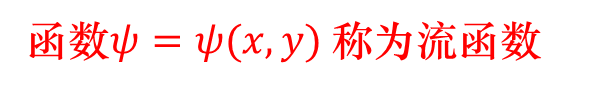 函数ψ = ψ(x, y) 称为流函数